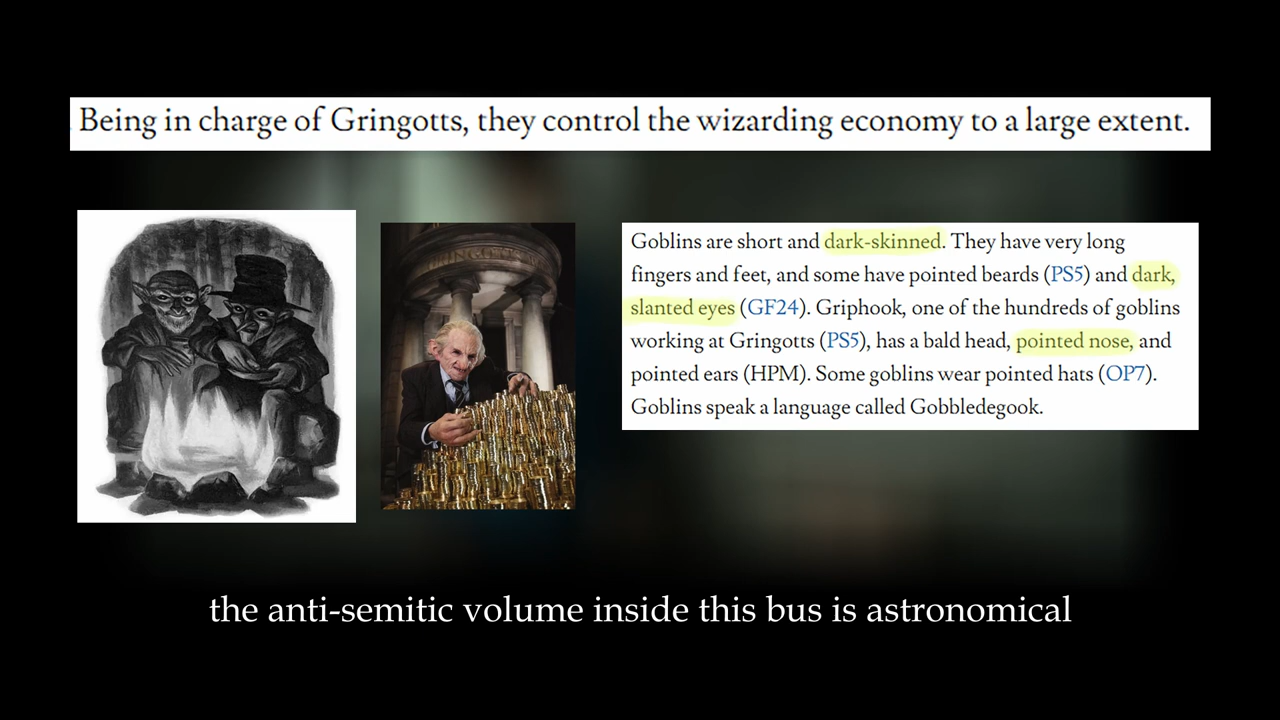 Being in charge of Gringotts, they control the wizarding economy to a large extent.
Goblins are short and dark-skinned. They have very long
fingers and feet, and some have pointed beards (PS5) and dark,
slanted eyes (GF24). Griphook, one of the hundreds of goblins
working at Gringotts (PS5), has a bald head, pointed nose, and
pointed ears (HPM). Some goblins wear pointed hats (OP7).
Goblins speak a language called Gobbledegook.
the anti-semitic volume inside this bus is astronomical